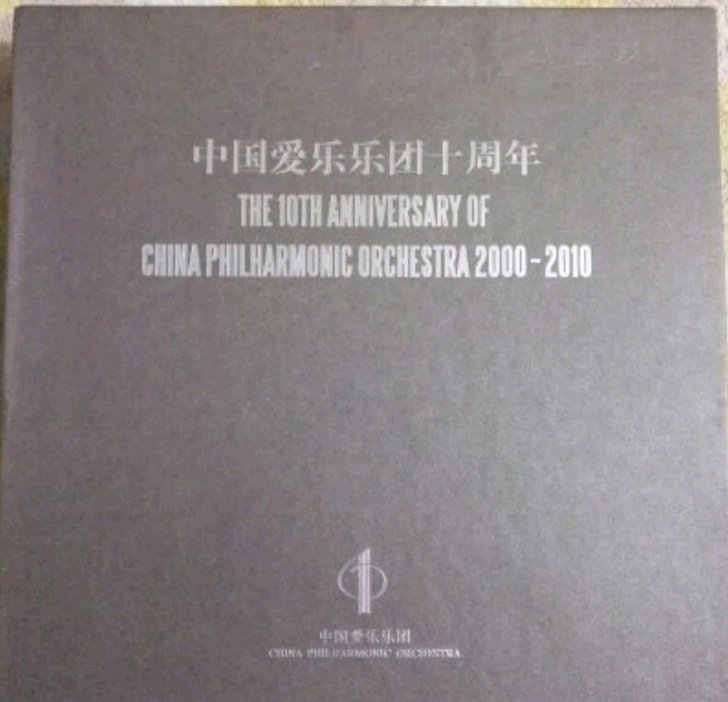 中国爱乐乐团十周年
THE 10TH ANNIVERSARY OF
CHINA PHILHARMONIC ORCHESTRA 2000-2010
中国爱乐乐团
CHINA PHILHARMONIC ORCHESTRA